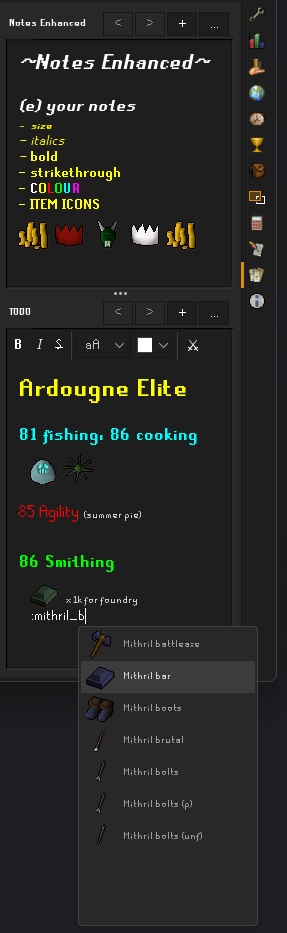 Notes Enhanced < > + ...
~Notes Enhanced~
(e) your notes
- size
- italics
- bold
- strikethrough
- COLOUR
- ITEM ICONS
TODO < > + ...
B I S aA
Ardougne Elite
81 fishing, 86 cooking
85 Agility (summer pie)
86 Smithing
x1k for foundry
:mithril_b
Mithril battleaxe
Mithril bar
Mithril boots
Mithril brutal
Mithril bolts
Mithril bolts (p)
Mithril bolts (unf)